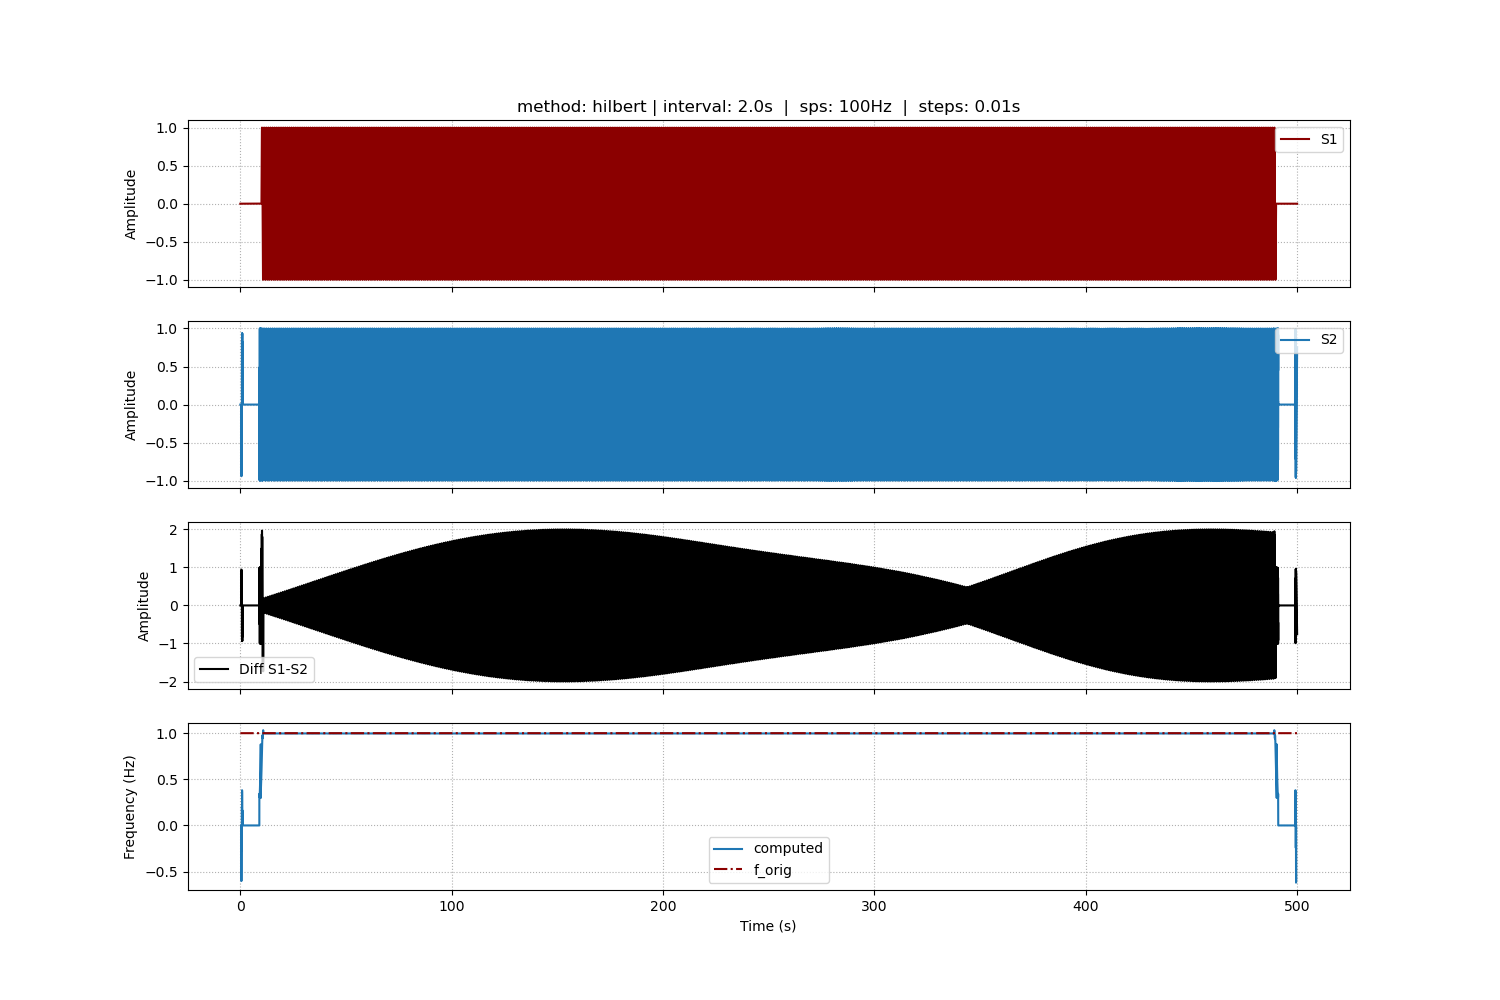 method: hilbert | interval: 2.0s  |  sps: 100Hz  |  steps: 0.01s
1.0
0.5
0.0
−0.5
−1.0
Amplitude
S1
1.0
0.5
0.0
−0.5
−1.0
Amplitude
S2
2
1
0
−1
−2
Amplitude
Diff S1-S2
1.0
0.5
0.0
−0.5
Frequency (Hz)
computed
f_orig
0 100 200 300 400 500
Time (s)